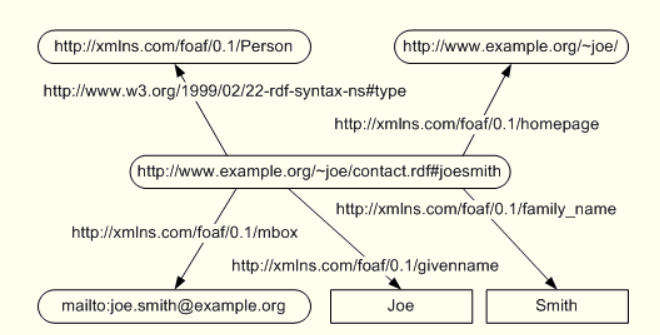 http://xmlns.com/foaf/0.1/Person
http://www.example.org/~joe/
http://www.w3.org/1999/02/22-rdf-syntax-ns#type
http://xmlns.com/foaf/0.1/homepage
http://www.example.org/~joe/contact.rdf#joesmith
http://xmlns.com/foaf/0.1/family_name
http://xmlns.com/foaf/0.1/mbox
http://xmlns.com/foaf/0.1/givenname
mailto:joe.smith@example.org
Joe
Smith